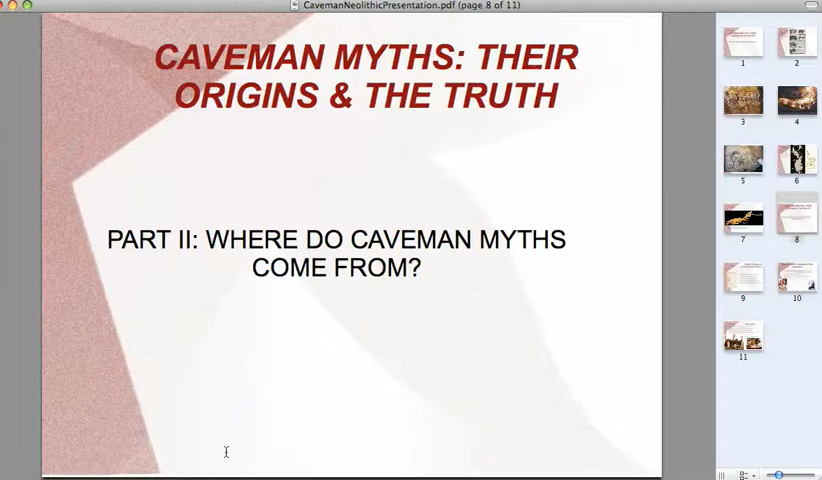 CavemanNeolithicPresentation.pdf (page 8 of 11)
CAVEMAN MYTHS: THEIR
ORIGINS & THE TRUTH
PART II: WHERE DO CAVEMAN MYTHS
COME FROM?
1
2
3
4
5
6
7
8
9
10
11